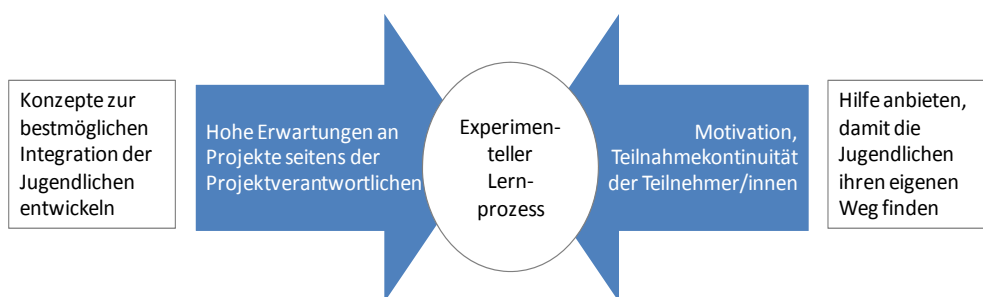 Konzepte zur
bestmöglichen
Integration der
Jugendlichen
entwickeln
Hohe Erwartungen an
Projekte seitens der
Projektverantwortlichen
Experimen-
teller
Lern-
prozess
Motivation,
Teilnahmekontinuität
der Teilnehmer/innen
Hilfe anbieten,
damit die
Jugendlichen
ihren eigenen
Weg finden